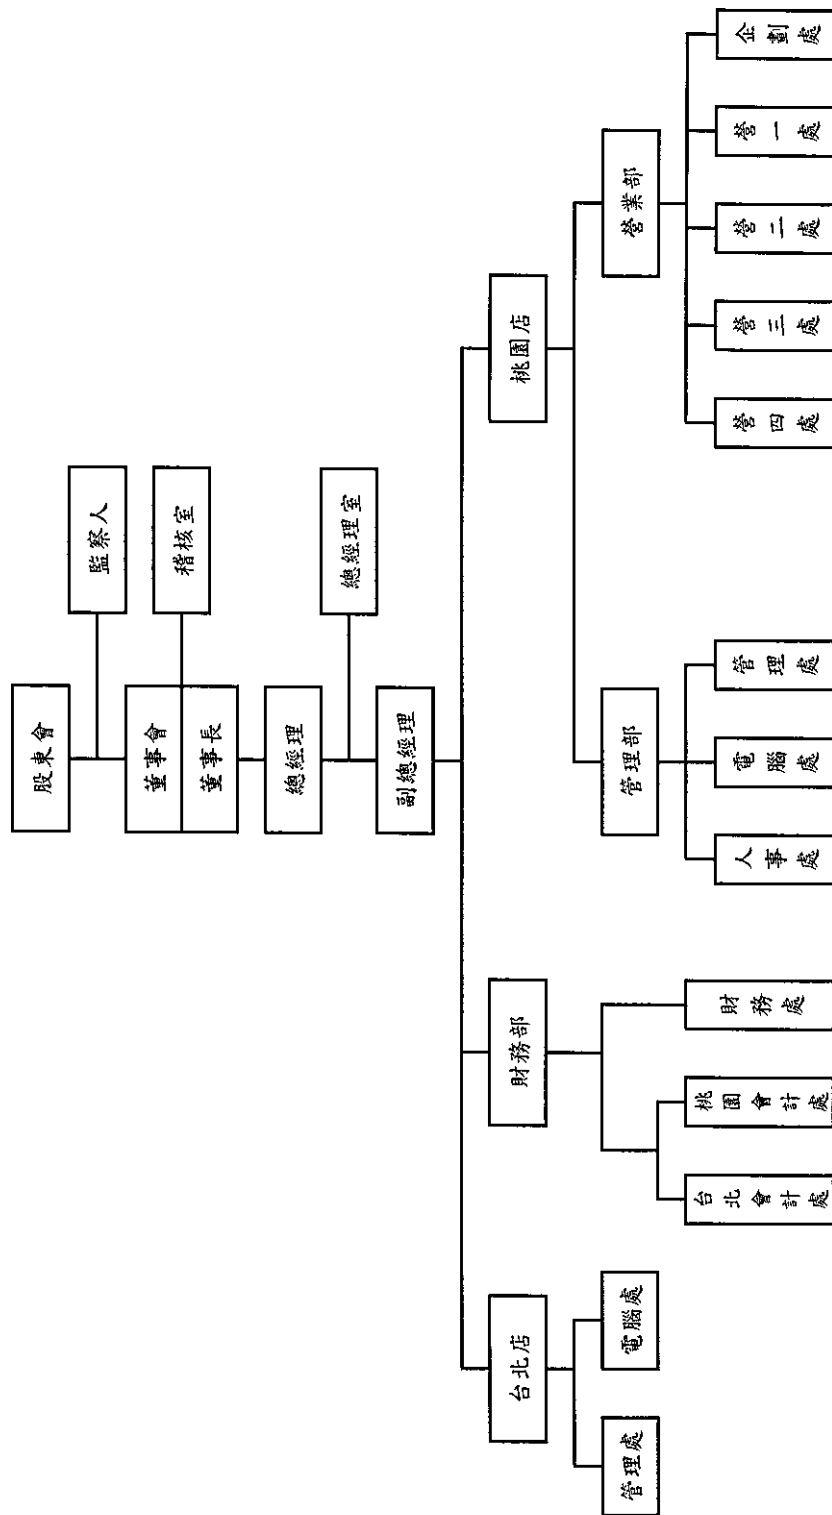 股東會
監察人
董事會
稽核室
董事長
總經理
總經理室
副總經理
台北店
財務部
桃園店
管理處
電腦處
管理部
營業部
台北會計處
桃園會計處
財務處
人事處
電腦處
管理處
營四處
營三處
營二處
營一處
企劃處